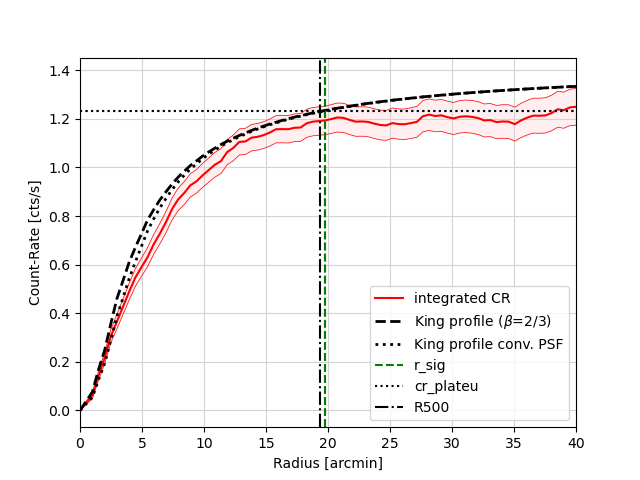 1.4
1.2
1.0
0.8
0.6
0.4
0.2
0.0
Count-Rate [cts/s]
integrated CR
King profile (β=2/3)
King profile conv. PSF
r_sig
cr_plateu
R500
0 5 10 15 20 25 30 35 40
Radius [arcmin]